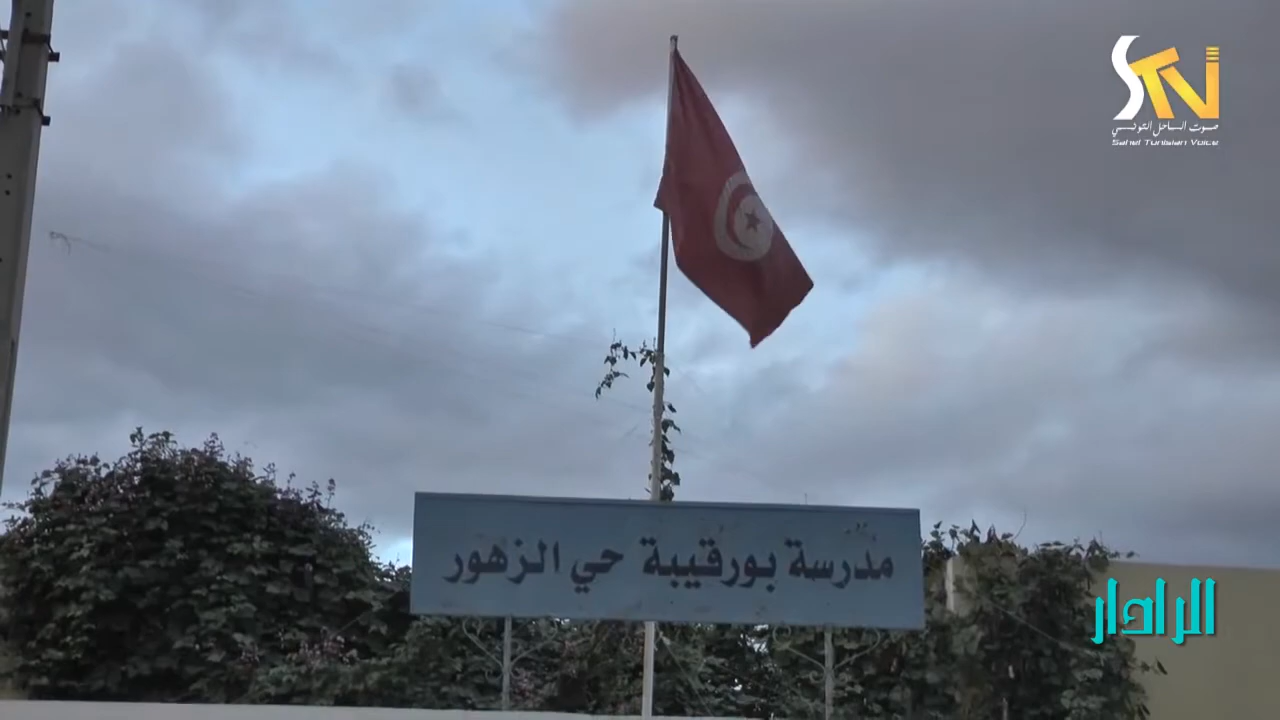 STV
صوت الساحل التونسي
Sahel Tunisian Voice
مدرسة بورقيبة حي الزهور
الرادار